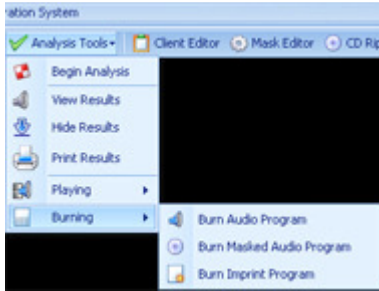 ation System
Analysis Tools Client Editor Mask Editor CD Rip
Begin Analysis
View Results
Hide Results
Print Results
Playing
Burning
Burn Audio Program
Burn Masked Audio Program
Burn Imprint Program